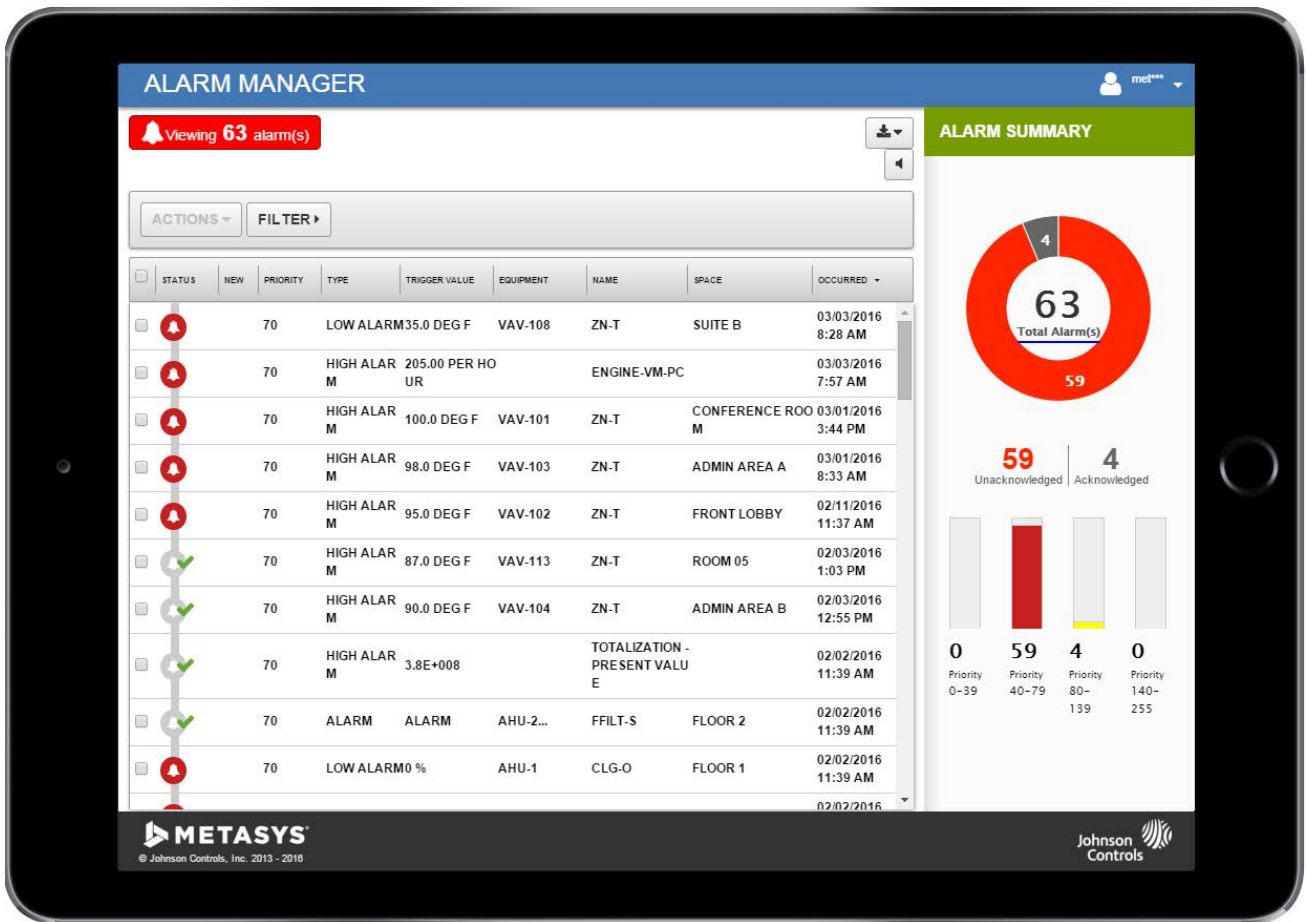 ALARM MANAGER
met***
Viewing 63 alarm(s)
ALARM SUMMARY
ACTIONS
FILTER
STATUS NEW PRIORITY TYPE TRIGGER VALUE EQUIPMENT NAME SPACE OCCURRED
70 LOW ALARM 35.0 DEG F VAV-108 ZN-T SUITE B 03/03/2016
8:28 AM
70 HIGH ALAR 205.00 PER HO ENGINE-VM-PC 03/03/2016
M UR 7:57 AM
70 HIGH ALAR 100.0 DEG F VAV-101 ZN-T CONFERENCE ROO 03/01/2016
M M 3:44 PM
70 HIGH ALAR 98.0 DEG F VAV-103 ZN-T ADMIN AREA A 03/01/2016
M 8:33 AM
70 HIGH ALAR 95.0 DEG F VAV-102 ZN-T FRONT LOBBY 02/11/2016
M 11:37 AM
70 HIGH ALAR 87.0 DEG F VAV-113 ZN-T ROOM 05 02/03/2016
M 1:03 PM
70 HIGH ALAR 90.0 DEG F VAV-104 ZN-T ADMIN AREA B 02/03/2016
M 12:55 PM
70 HIGH ALAR 3.8E+008 TOTALIZATION - 02/02/2016
M PRESENT VALU 11:39 AM
E
70 ALARM ALARM AHU-2... FFILT-S FLOOR 2 02/02/2016
11:39 AM
70 LOW ALARM 0 % AHU-1 CLG-O FLOOR 1 02/02/2016
11:39 AM
02/02/2016
4
63
Total Alarm(s)
59
59 4
Unacknowledged Acknowledged
0 59 4 0
Priority Priority Priority Priority
0-39 40-79 80- 140-
139 255
METASYS
© Johnson Controls, Inc. 2013 - 2016
Johnson
Controls